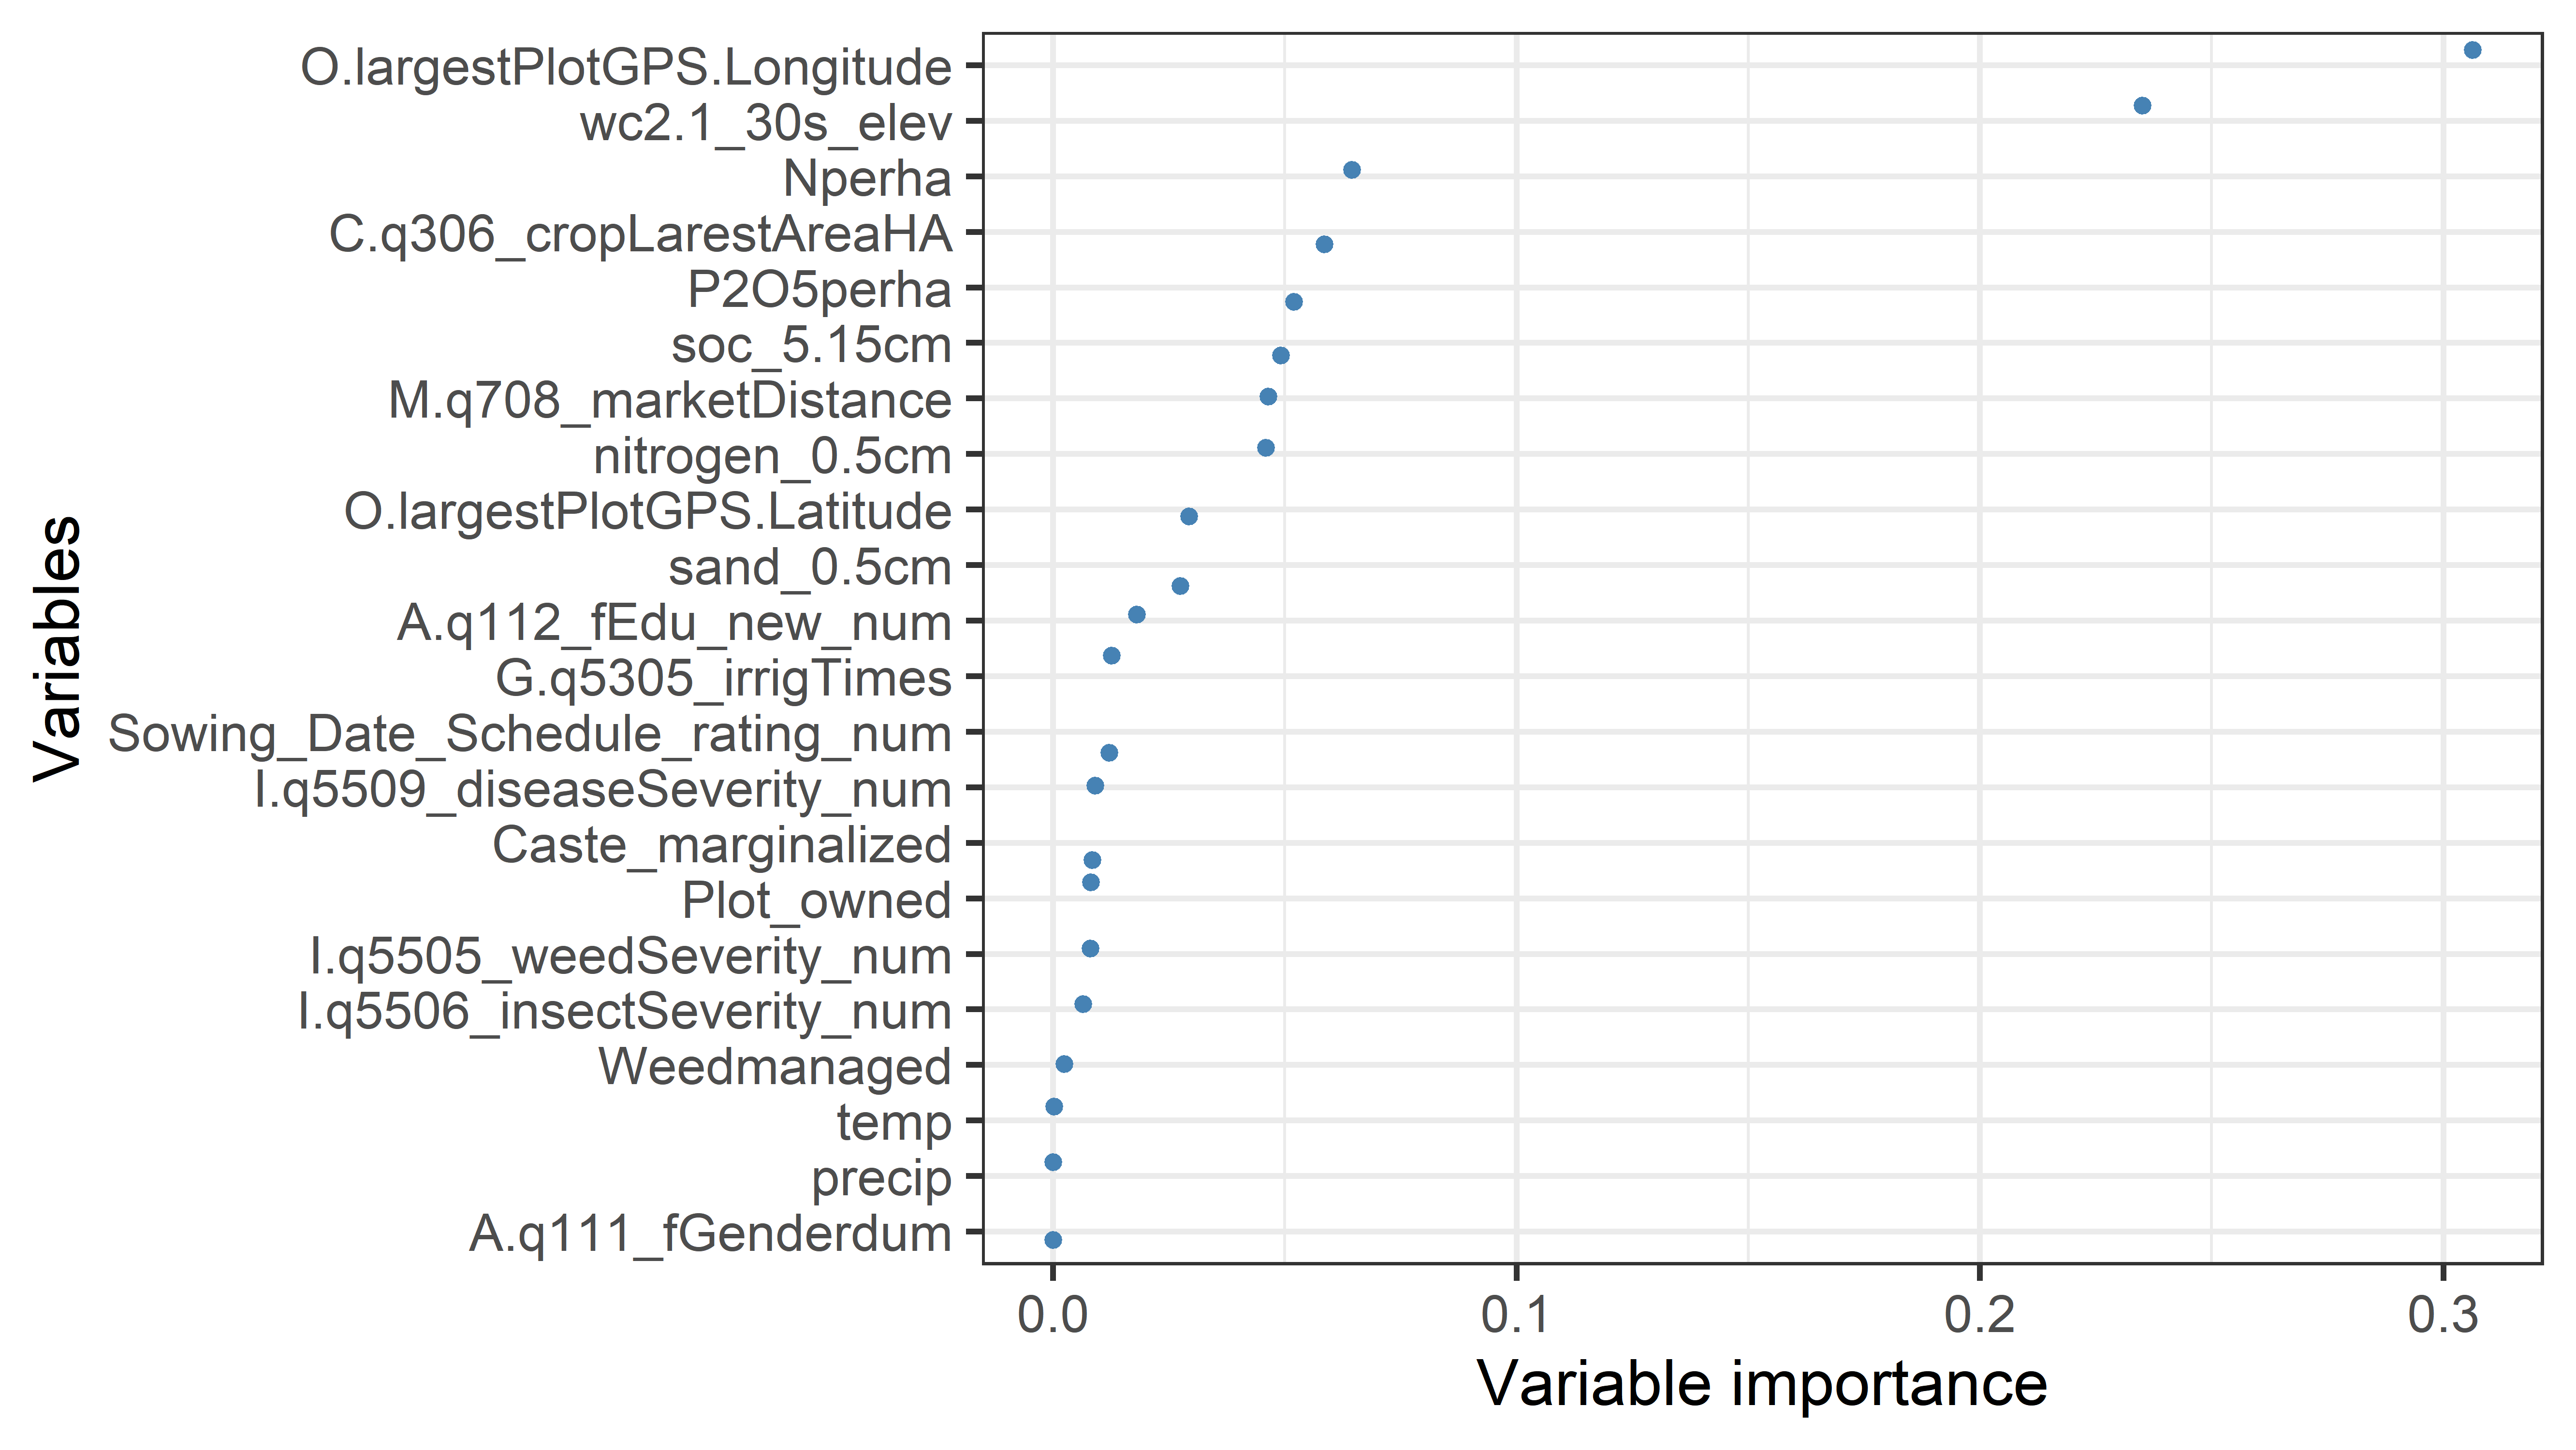 O.largestPlotGPS.Longitude
wc2.1_30s_elev
Nperha
C.q306_cropLarestAreaHA
P2O5perha
soc_5.15cm
M.q708_marketDistance
nitrogen_0.5cm
O.largestPlotGPS.Latitude
sand_0.5cm
A.q112_fEdu_new_num
G.q5305_irrigTimes
Sowing_Date_Schedule_rating_num
I.q5509_diseaseSeverity_num
Caste_marginalized
Plot_owned
I.q5505_weedSeverity_num
I.q5506_insectSeverity_num
Weedmanaged
temp
precip
A.q111_fGenderdum
Variables
0.0 0.1 0.2 0.3
Variable importance